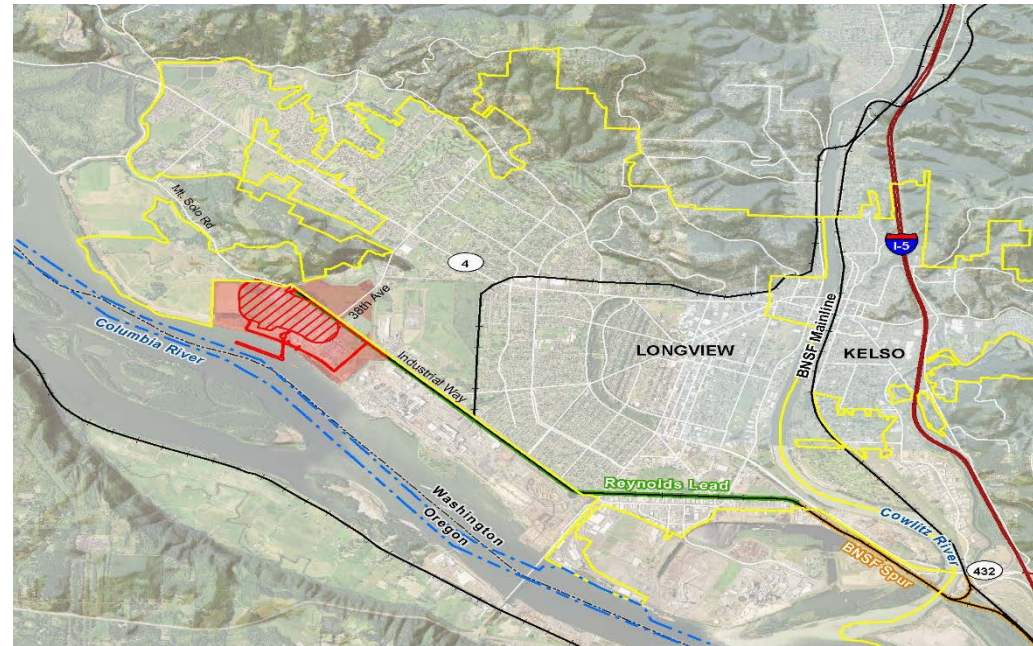 Mt. Solo Rd
4
I-5
38th Ave
Columbia River
Industrial Way
LONGVIEW
BNSF Mainline
KELSO
Reynolds Lead
Washington
Oregon
Cowlitz River
BNSF Spur
432